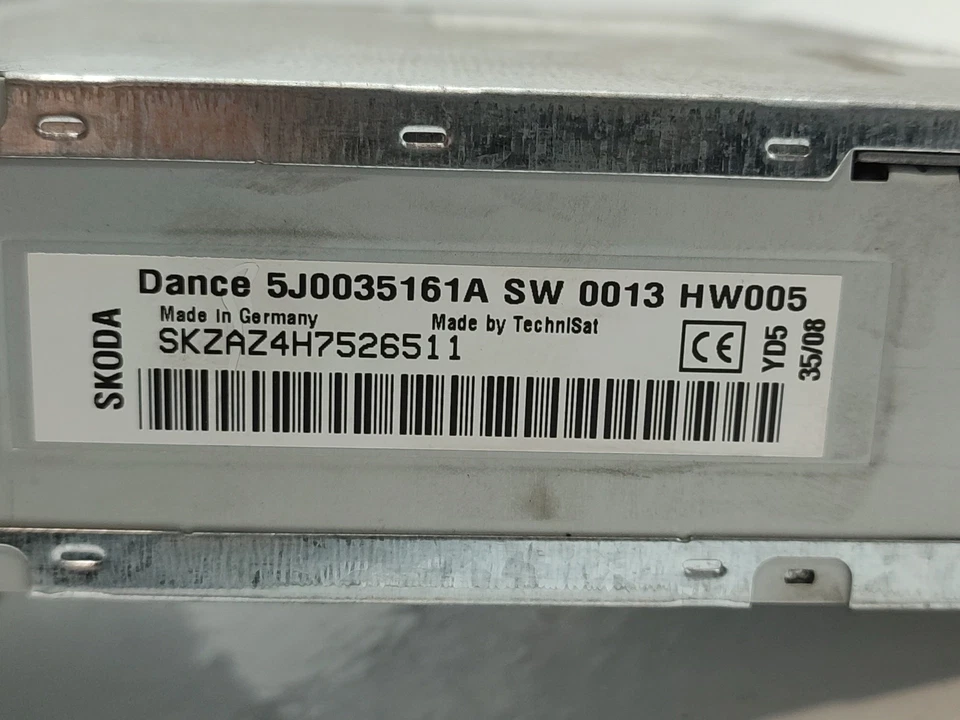 Dance 5J0035161A SW 0013 HW005
Made in Germany
Made by TechniSat
SKZAZ4H7526511
SKODA
CE
YD5
35/08